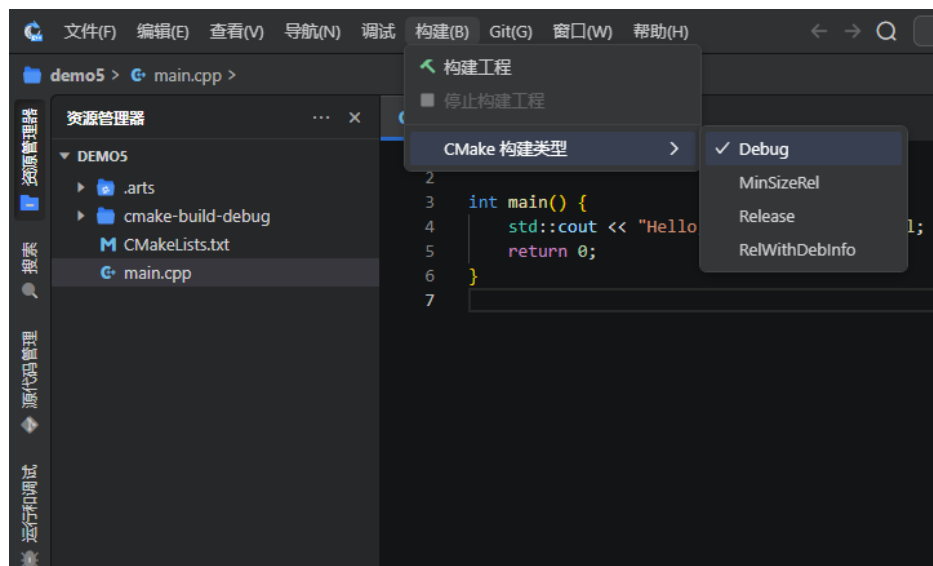 文件(F) 编辑(E) 查看(V) 导航(N) 调试 构建(B) Git(G) 窗口(W) 帮助(H)
demo5 > main.cpp >
构建工程
停止构建工程
CMake 构建类型
Debug
MinSizeRel
Release
RelWithDebInfo
资源管理器
DEMO5
.arts
cmake-build-debug
CMakeLists.txt
main.cpp
2
3 int main() {
4 std::cout << "Hello l;
5 return 0;
6 }
7
资源管理器
搜索
源代码管理
运行和调试